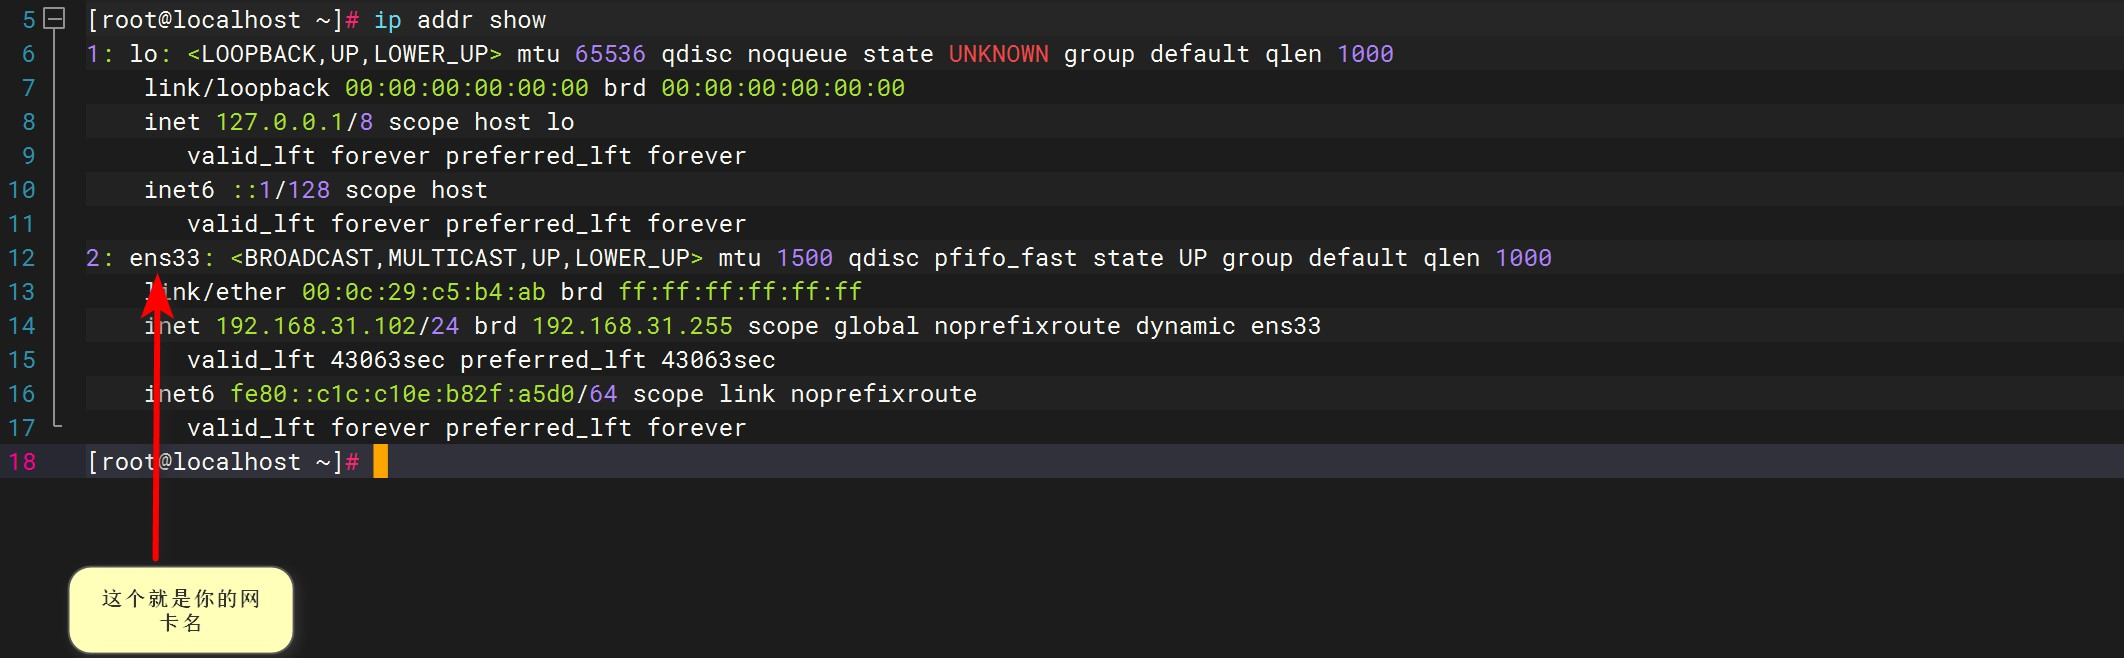 5 [root@localhost ~]# ip addr show
6 1: lo: <LOOPBACK,UP,LOWER_UP> mtu 65536 qdisc noqueue state UNKNOWN group default qlen 1000
7 link/loopback 00:00:00:00:00:00 brd 00:00:00:00:00:00
8 inet 127.0.0.1/8 scope host lo
9 valid_lft forever preferred_lft forever
10 inet6 ::1/128 scope host
11 valid_lft forever preferred_lft forever
12 2: ens33: <BROADCAST,MULTICAST,UP,LOWER_UP> mtu 1500 qdisc pfifo_fast state UP group default qlen 1000
13 link/ether 00:0c:29:c5:b4:ab brd ff:ff:ff:ff:ff:ff
14 inet 192.168.31.102/24 brd 192.168.31.255 scope global noprefixroute dynamic ens33
15 valid_lft 43063sec preferred_lft 43063sec
16 inet6 fe80::c1c:c10e:b82f:a5d0/64 scope link noprefixroute
17 valid_lft forever preferred_lft forever
18 [root@localhost ~]#
这个就是你的网
卡名